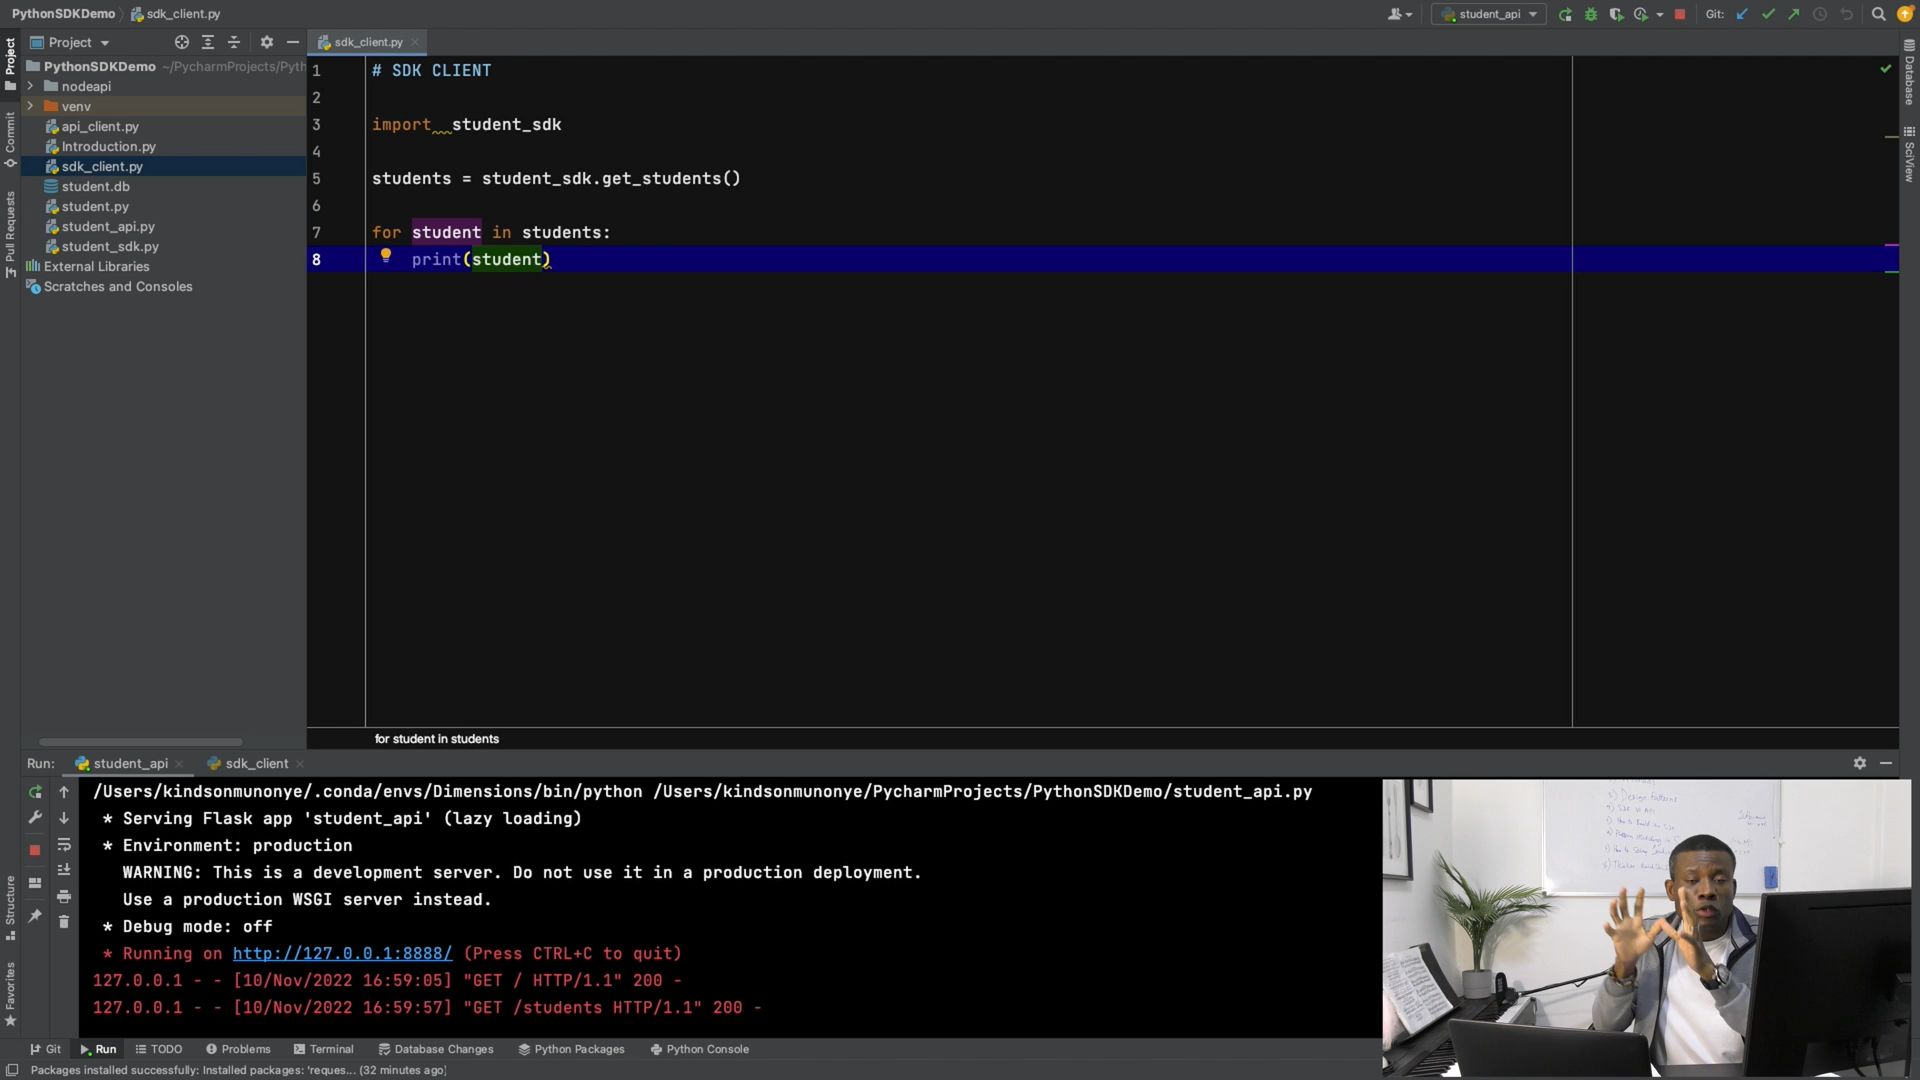 PythonSDKDemo
sdk_client.py
student_api
Git:
Project
sdk_client.py
Project
Commit
Pull Requests
Structure
Favorites
PythonSDKDemo ~/PycharmProjects/Pyth
nodeapi
venv
api_client.py
Introduction.py
sdk_client.py
student.db
student.py
student_api.py
student_sdk.py
External Libraries
Scratches and Consoles
1 # SDK CLIENT
2
3 import  student_sdk
4
5 students = student_sdk.get_students()
6
7 for student in students:
8 print(student)
Database
SciView
for student in students
Run: student_api sdk_client
/Users/kindsonmunonye/.conda/envs/Dimensions/bin/python /Users/kindsonmunonye/PycharmProjects/PythonSDKDemo/student_api.py
* Serving Flask app 'student_api' (lazy loading)
* Environment: production
WARNING: This is a development server. Do not use it in a production deployment.
Use a production WSGI server instead.
* Debug mode: off
* Running on http://127.0.0.1:8888/ (Press CTRL+C to quit)
127.0.0.1 - - [10/Nov/2022 16:59:05] "GET / HTTP/1.1" 200 -
127.0.0.1 - - [10/Nov/2022 16:59:57] "GET /students HTTP/1.1" 200 -
Design Patterns
SDK vs API
Git Run TODO Problems Terminal Database Changes Python Packages Python Console
Packages installed successfully: Installed packages: 'reques... (32 minutes ago)